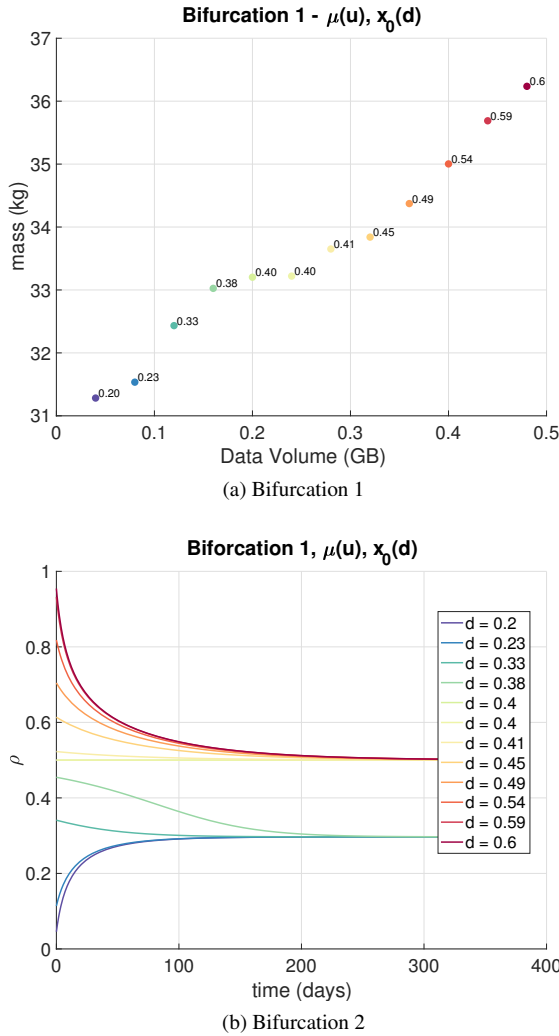 Bifurcation 1 - μ(u), x₀(d)
37
36
35
34
33
32
31
mass (kg)
0.6
0.59
0.54
0.49
0.45
0.41
0.40
0.40
0.38
0.33
0.23
0.20
0
0.1
0.2
0.3
0.4
0.5
Data Volume (GB)
(a) Bifurcation 1
Biforcation 1, μ(u), x₀(d)
1
0.8
0.6
0.4
0.2
0
ρ
d = 0.2
d = 0.23
d = 0.33
d = 0.38
d = 0.4
d = 0.4
d = 0.41
d = 0.45
d = 0.49
d = 0.54
d = 0.59
d = 0.6
0
100
200
300
400
time (days)
(b) Bifurcation 2